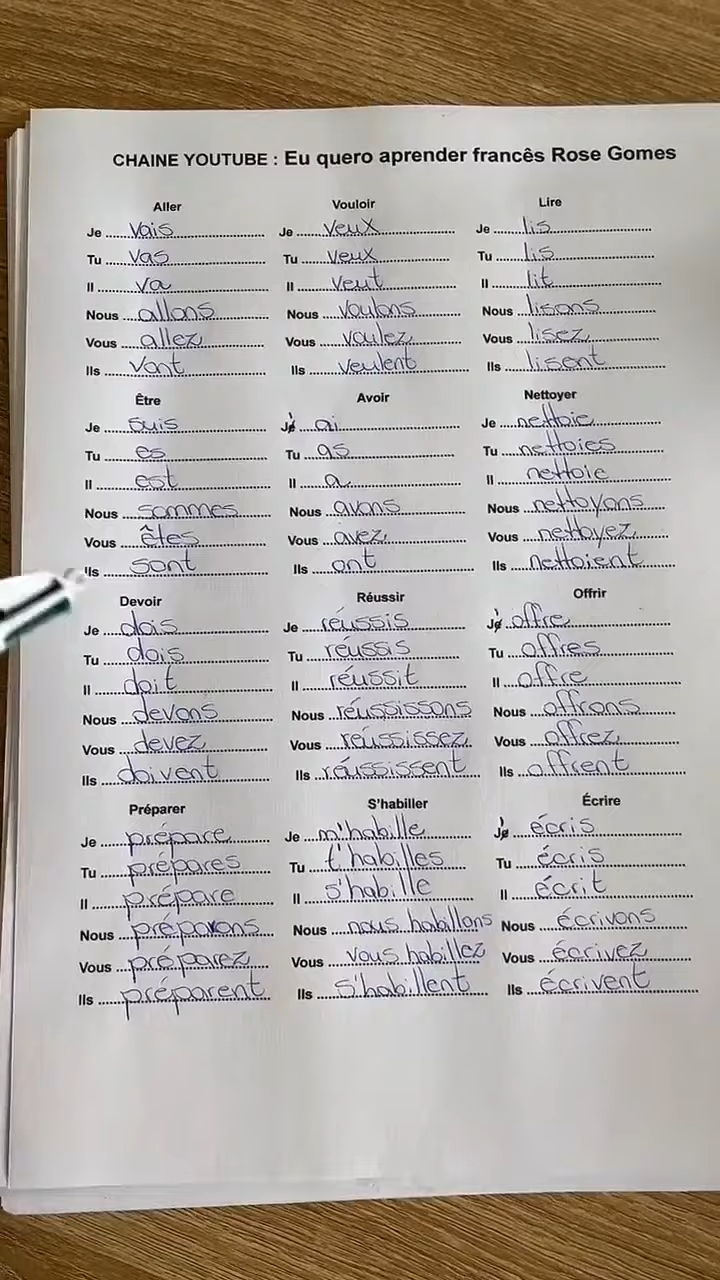 CHAINE YOUTUBE : Eu quero aprender francês Rose Gomes
Aller
Je vais
Tu vas
Il va
Nous allons
Vous allez
Ils vont
Vouloir
Je veux
Tu veux
Il veut
Nous voulons
Vous voulez
Ils veulent
Lire
Je lis
Tu lis
Il lit
Nous lisons
Vous lisez
Ils lisent
Être
Je suis
Tu es
Il est
Nous sommes
Vous êtes
Ils sont
Avoir
J' ai
Tu as
Il a
Nous avons
Vous avez
Ils ont
Nettoyer
Je nettoie
Tu nettoies
Il nettoie
Nous nettoyons
Vous nettoyez
Ils nettoient
Devoir
Je dois
Tu dois
Il doit
Nous devons
Vous devez
Ils doivent
Réussir
Je réussis
Tu réussis
Il réussit
Nous réussissons
Vous réussissez
Ils réussissent
Offrir
J' offre
Tu offres
Il offre
Nous offrons
Vous offrez
Ils offrent
Préparer
Je prépare
Tu prépares
Il prépare
Nous préparons
Vous préparez
Ils préparent
S'habiller
Je m'habille
Tu t'habilles
Il s'habille
Nous nous habillons
Vous vous habillez
Ils s'habillent
Écrire
J' écris
Tu écris
Il écrit
Nous écrivons
Vous écrivez
Ils écrivent